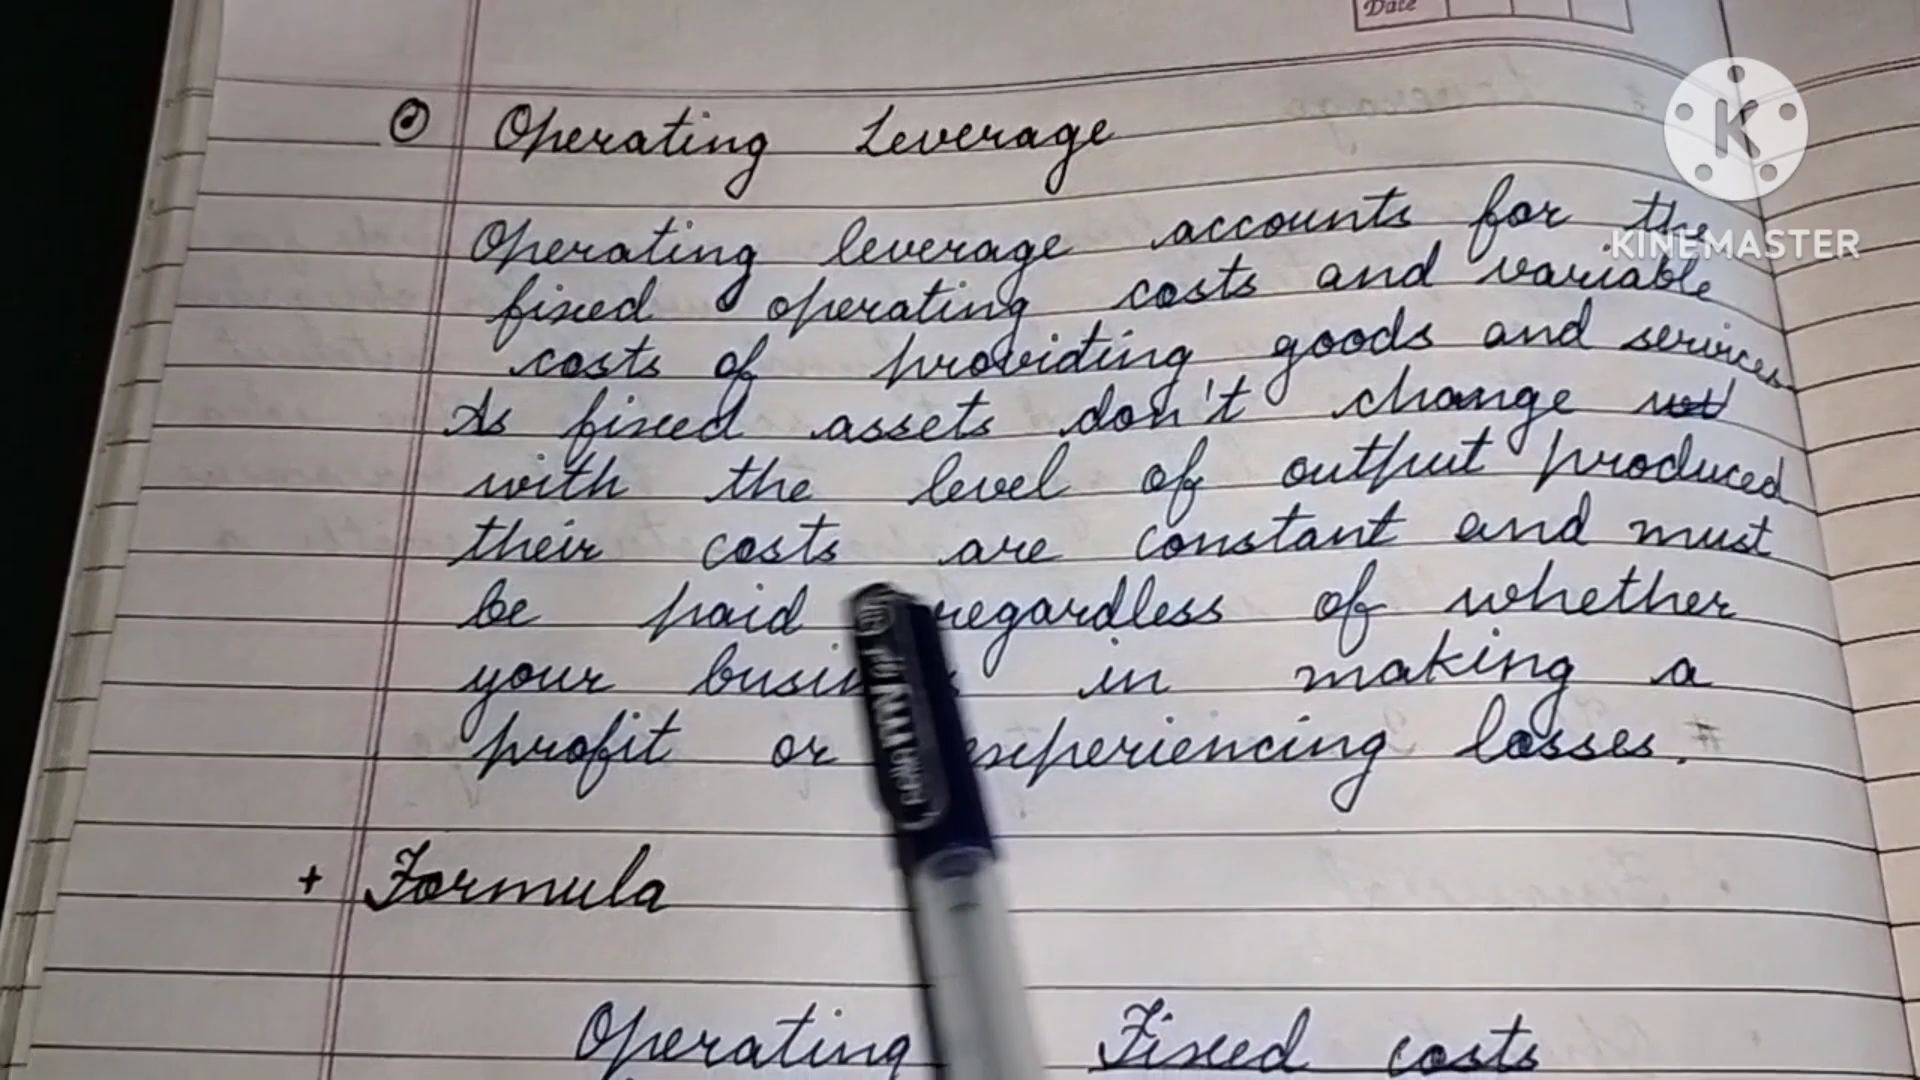 Date
Operating Leverage
Operating leverage accounts for the
fixed operating costs and variable
costs of providing goods and services
As fixed assets don't change
with the level of output produced
their costs are constant and must
be paid regardless of whether
your in making a
profit or experiencing losses.
+ Formula
Operating Fixed costs
K
KINEMASTER